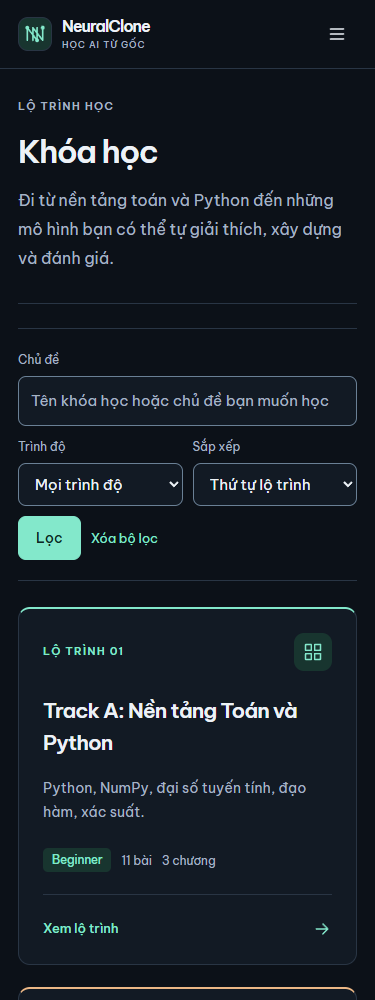 NeuralClone
HỌC AI TỪ GỐC
LỘ TRÌNH HỌC
Khóa học
Đi từ nền tảng toán và Python đến những
mô hình bạn có thể tự giải thích, xây dựng
và đánh giá.
Chủ đề
Tên khóa học hoặc chủ đề bạn muốn học
Trình độ
Sắp xếp
Mọi trình độ
Thứ tự lộ trình
Lọc
Xóa bộ lọc
LỘ TRÌNH 01
Track A: Nền tảng Toán và
Python
Python, NumPy, đại số tuyến tính, đạo
hàm, xác suất.
Beginner 11 bài 3 chương
Xem lộ trình